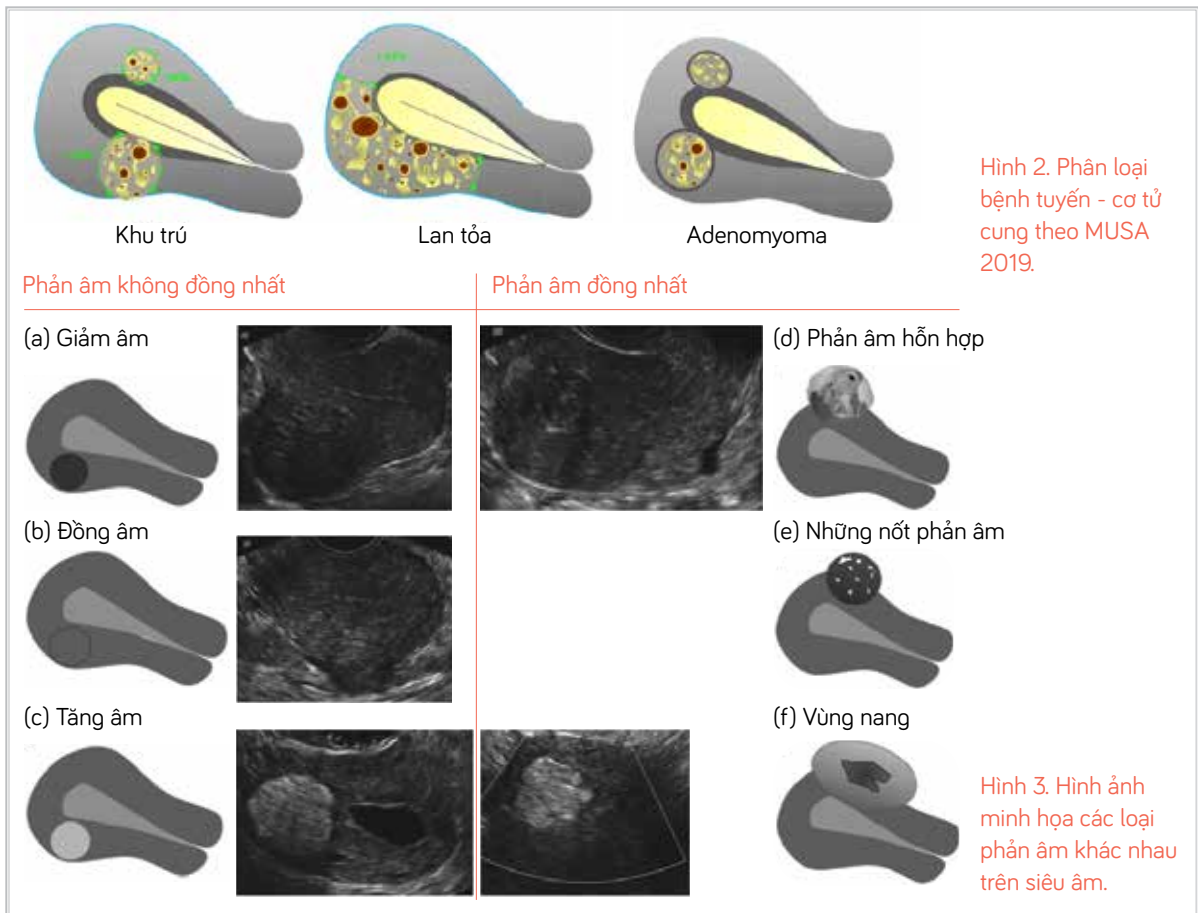 Khu trú
Lan tỏa
Adenomyoma
Hình 2. Phân loại
bệnh tuyến - cơ tử
cung theo MUSA
2019.
Phản âm không đồng nhất
Phản âm đồng nhất
(a) Giảm âm
(d) Phản âm hỗn hợp
(b) Đồng âm
(e) Những nốt phản âm
(c) Tăng âm
(f) Vùng nang
Hình 3. Hình ảnh
minh họa các loại
phản âm khác nhau
trên siêu âm.